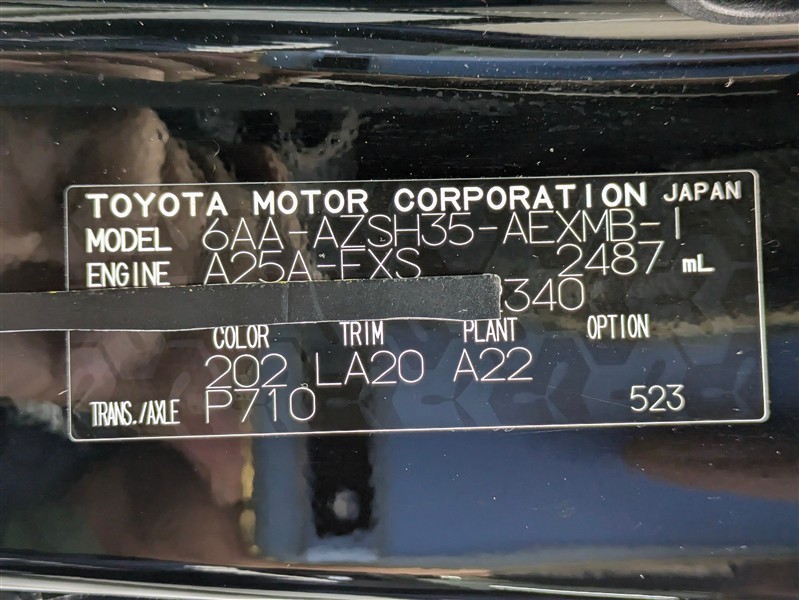 TOYOTA MOTOR CORPORATION JAPAN
MODEL 6AA-AZSH35-AEXMB-I
ENGINE A25A-FXS 2487 mL
340
COLOR TRIM PLANT OPTION
202 LA20 A22
TRANS./AXLE P710 523